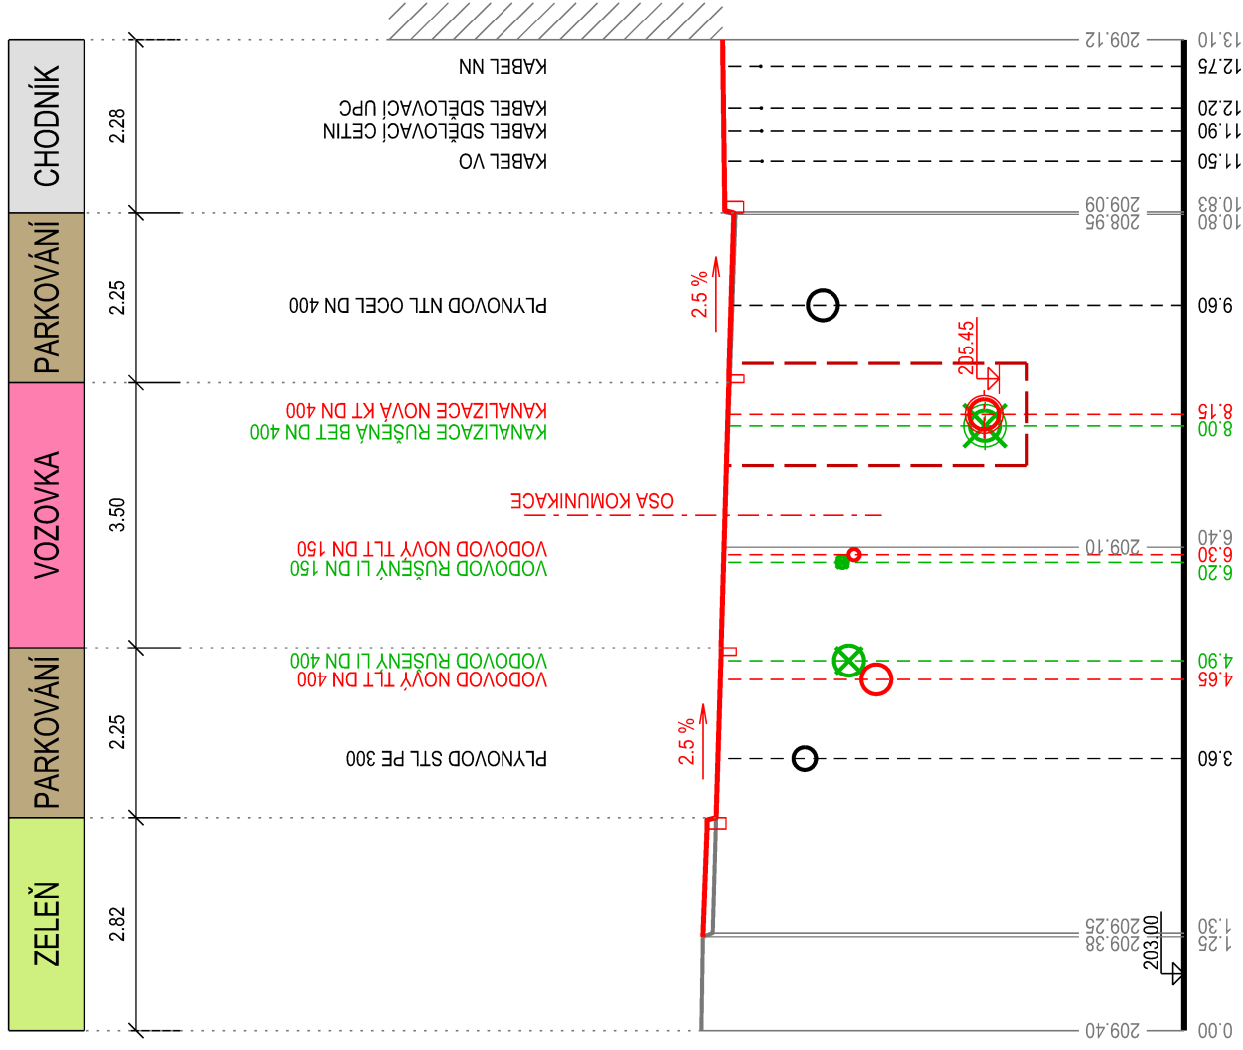 CHODNÍK
PARKOVÁNÍ
VOZOVKA
PARKOVÁNÍ
ZELEŇ
2.28
2.25
3.50
2.25
2.82
KABEL NN
KABEL SDĚLOVACÍ UPC
KABEL SDĚLOVACÍ CETIN
KABEL VO
PLYNOVOD NTL OCEL DN 400
KANALIZACE NOVÁ KT DN 400
KANALIZACE RUŠENÁ BET DN 400
OSA KOMUNIKACE
VODOVOD NOVÝ TLT DN 150
VODOVOD RUŠENÝ LI DN 150
VODOVOD RUŠENÝ LI DN 400
VODOVOD NOVÝ TLT DN 400
PLYNOVOD STL PE 300
2.5 %
2.5 %
205.45
203.00
209.12
209.09
208.95
209.10
209.25
209.38
209.40
13.10
12.75
12.20
11.90
11.50
10.83
10.80
9.60
8.15
8.00
6.40
6.30
6.20
4.90
4.65
3.60
1.30
1.25
0.00